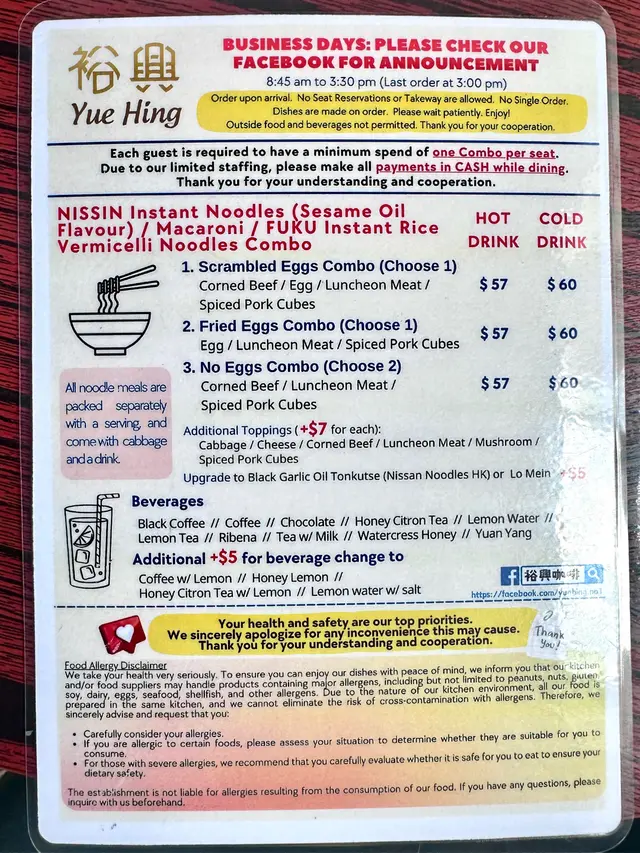 裕興
Yue Hing
BUSINESS DAYS: PLEASE CHECK OUR
FACEBOOK FOR ANNOUNCEMENT
8:45 am to 3:30 pm (Last order at 3:00 pm)
Order upon arrival. No Seat Reservations or Takeway are allowed. No Single Order.
Dishes are made on order. Please wait patiently. Enjoy!
Outside food and beverages not permitted. Thank you for your cooperation.
Each guest is required to have a minimum spend of one Combo per seat.
Due to our limited staffing, please make all payments in CASH while dining.
Thank you for your understanding and cooperation.
NISSIN Instant Noodles (Sesame Oil
Flavour) / Macaroni / FUKU Instant Rice
Vermicelli Noodles Combo
HOT
DRINK
COLD
DRINK
1. Scrambled Eggs Combo (Choose 1)
Corned Beef / Egg / Luncheon Meat /
Spiced Pork Cubes
$57 $60
2. Fried Eggs Combo (Choose 1)
Egg / Luncheon Meat / Spiced Pork Cubes
$57 $60
3. No Eggs Combo (Choose 2)
Corned Beef / Luncheon Meat /
Spiced Pork Cubes
$57 $60
All noodle meals are
packed separately
with a serving, and
come with cabbage
and a drink.
Additional Toppings (+$7 for each):
Cabbage / Cheese / Corned Beef / Luncheon Meat / Mushroom /
Spiced Pork Cubes
Upgrade to Black Garlic Oil Tonkutse (Nissan Noodles HK) or Lo Mein +$5
Beverages
Black Coffee // Coffee // Chocolate // Honey Citron Tea // Lemon Water //
Lemon Tea // Ribena // Tea w/ Milk // Watercress Honey // Yuan Yang
Additional +$5 for beverage change to
Coffee w/ Lemon // Honey Lemon //
Honey Citron Tea w/ Lemon // Lemon water w/ salt
f 裕興咖啡
https://facebook.com/yuehing.no1
Your health and safety are our top priorities.
We sincerely apologize for any inconvenience this may cause.
Thank you for your understanding and cooperation.
Thank
You!
Food Allergy Disclaimer
We take your health very seriously. To ensure you can enjoy our dishes with peace of mind, we inform you that our kitchen
and/or food suppliers may handle products containing major allergens, including but not limited to peanuts, nuts, gluten,
soy, dairy, eggs, seafood, shellfish, and other allergens. Due to the nature of our kitchen environment, all our food is
prepared in the same kitchen, and we cannot eliminate the risk of cross-contamination with allergens. Therefore, we
sincerely advise and request that you:
• Carefully consider your allergies.
• If you are allergic to certain foods, please assess your situation to determine whether they are suitable for you to
consume.
• For those with severe allergies, we recommend that you carefully evaluate whether it is safe for you to eat to ensure your
dietary safety.
The establishment is not liable for allergies resulting from the consumption of our food. If you have any questions, please
inquire with us beforehand.